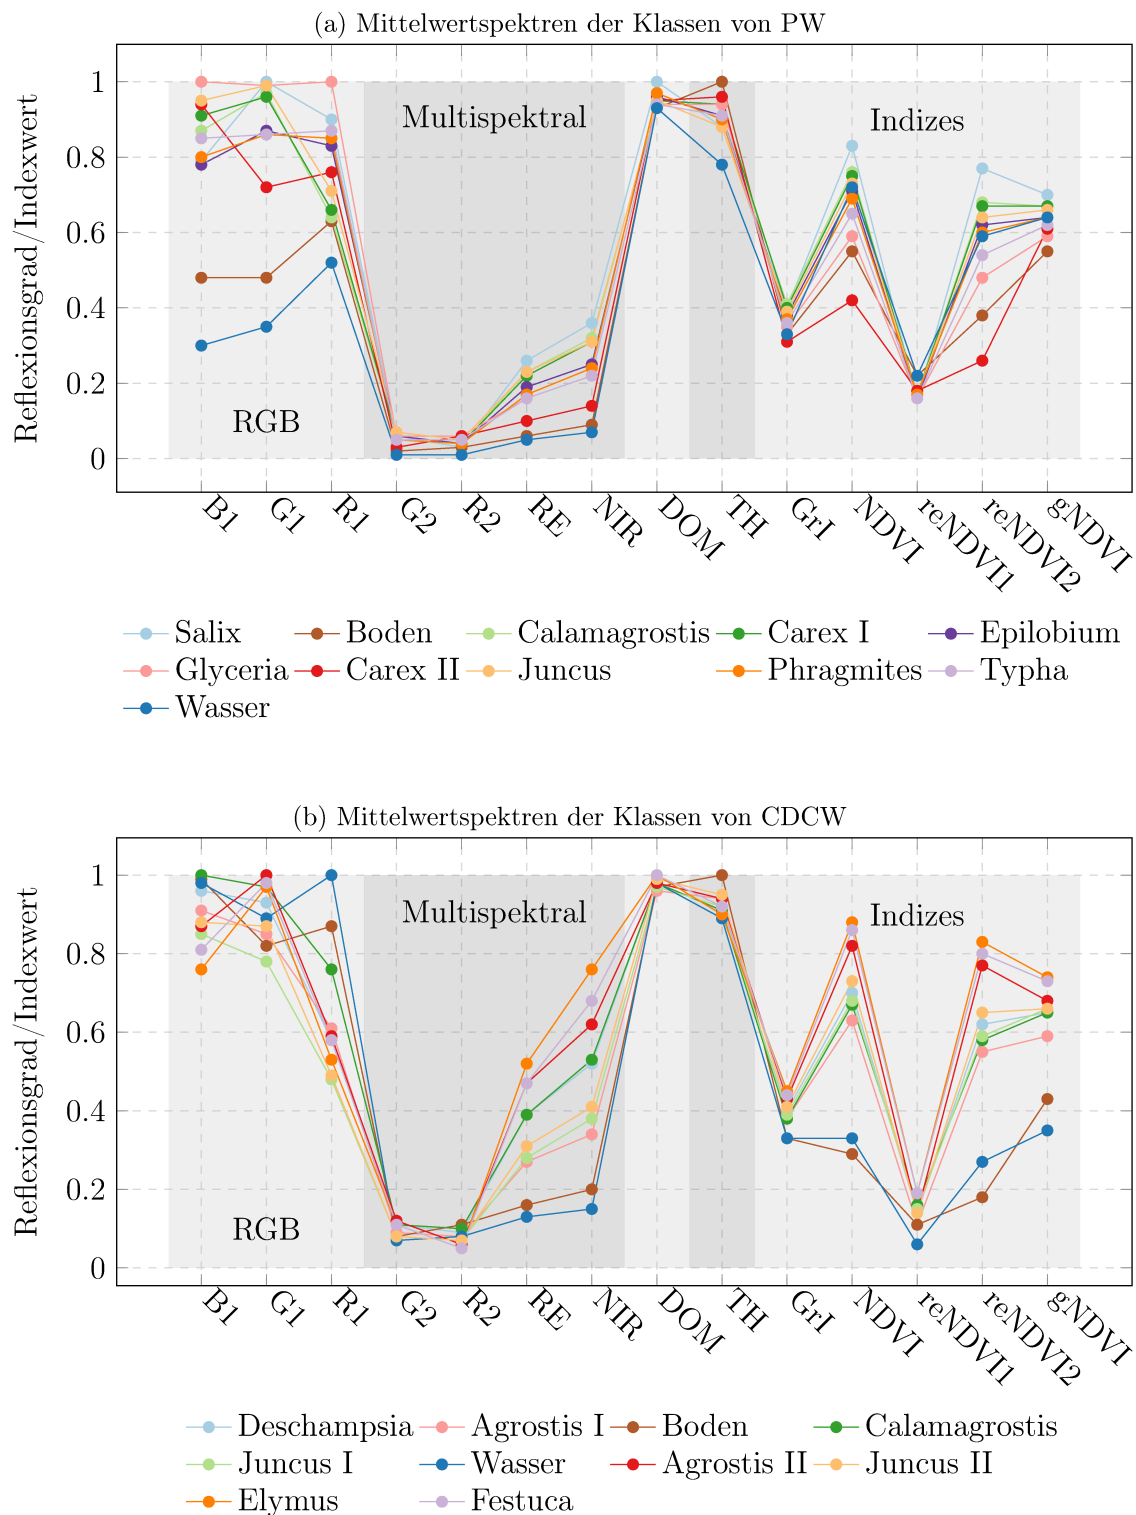 (a) Mittelwertspektren der Klassen von PW
Reflexionsgrad/Indexwert
1
0.8
0.6
0.4
0.2
0
Multispektral
Indizes
RGB
B1 G1 R1 G2 R2 RE NIR DOM TH GrI NDVI reNDVI1 reNDVI2 gNDVI
Salix Boden Calamagrostis Carex I Epilobium
Glyceria Carex II Juncus Phragmites Typha
Wasser
(b) Mittelwertspektren der Klassen von CDCW
Reflexionsgrad/Indexwert
1
0.8
0.6
0.4
0.2
0
Multispektral
Indizes
RGB
B1 G1 R1 G2 R2 RE NIR DOM TH GrI NDVI reNDVI1 reNDVI2 gNDVI
Deschampsia Agrostis I Boden Calamagrostis
Juncus I Wasser Agrostis II Juncus II
Elymus Festuca